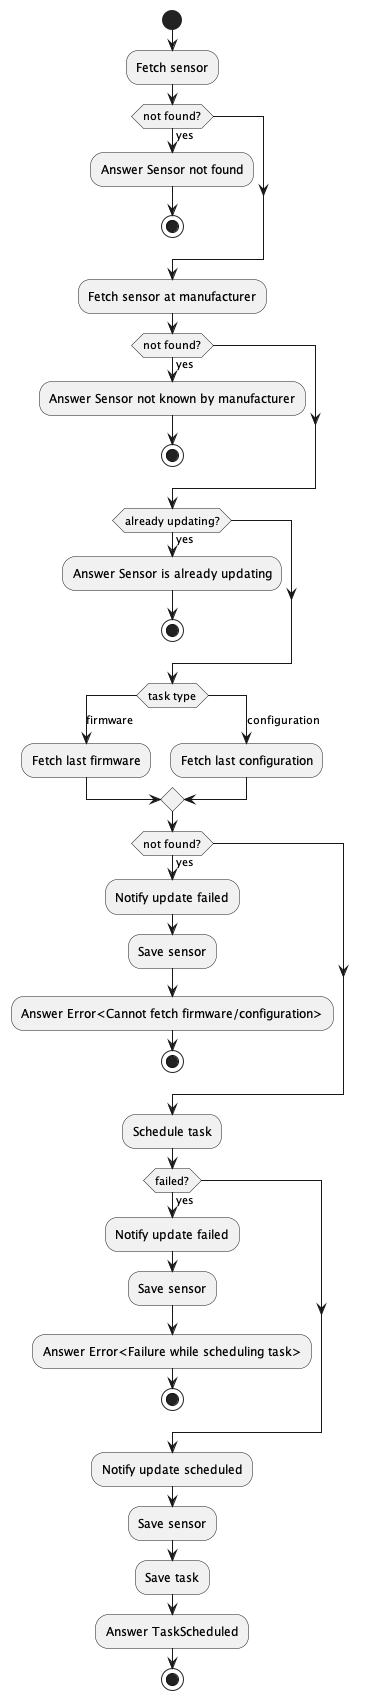 Fetch sensor
not found?
yes
Answer Sensor not found
Fetch sensor at manufacturer
not found?
yes
Answer Sensor not known by manufacturer
already updating?
yes
Answer Sensor is already updating
task type
firmware
configuration
Fetch last firmware
Fetch last configuration
not found?
yes
Notify update failed
Save sensor
Answer Error<Cannot fetch firmware/configuration>
Schedule task
failed?
yes
Notify update failed
Save sensor
Answer Error<Failure while scheduling task>
Notify update scheduled
Save sensor
Save task
Answer TaskScheduled